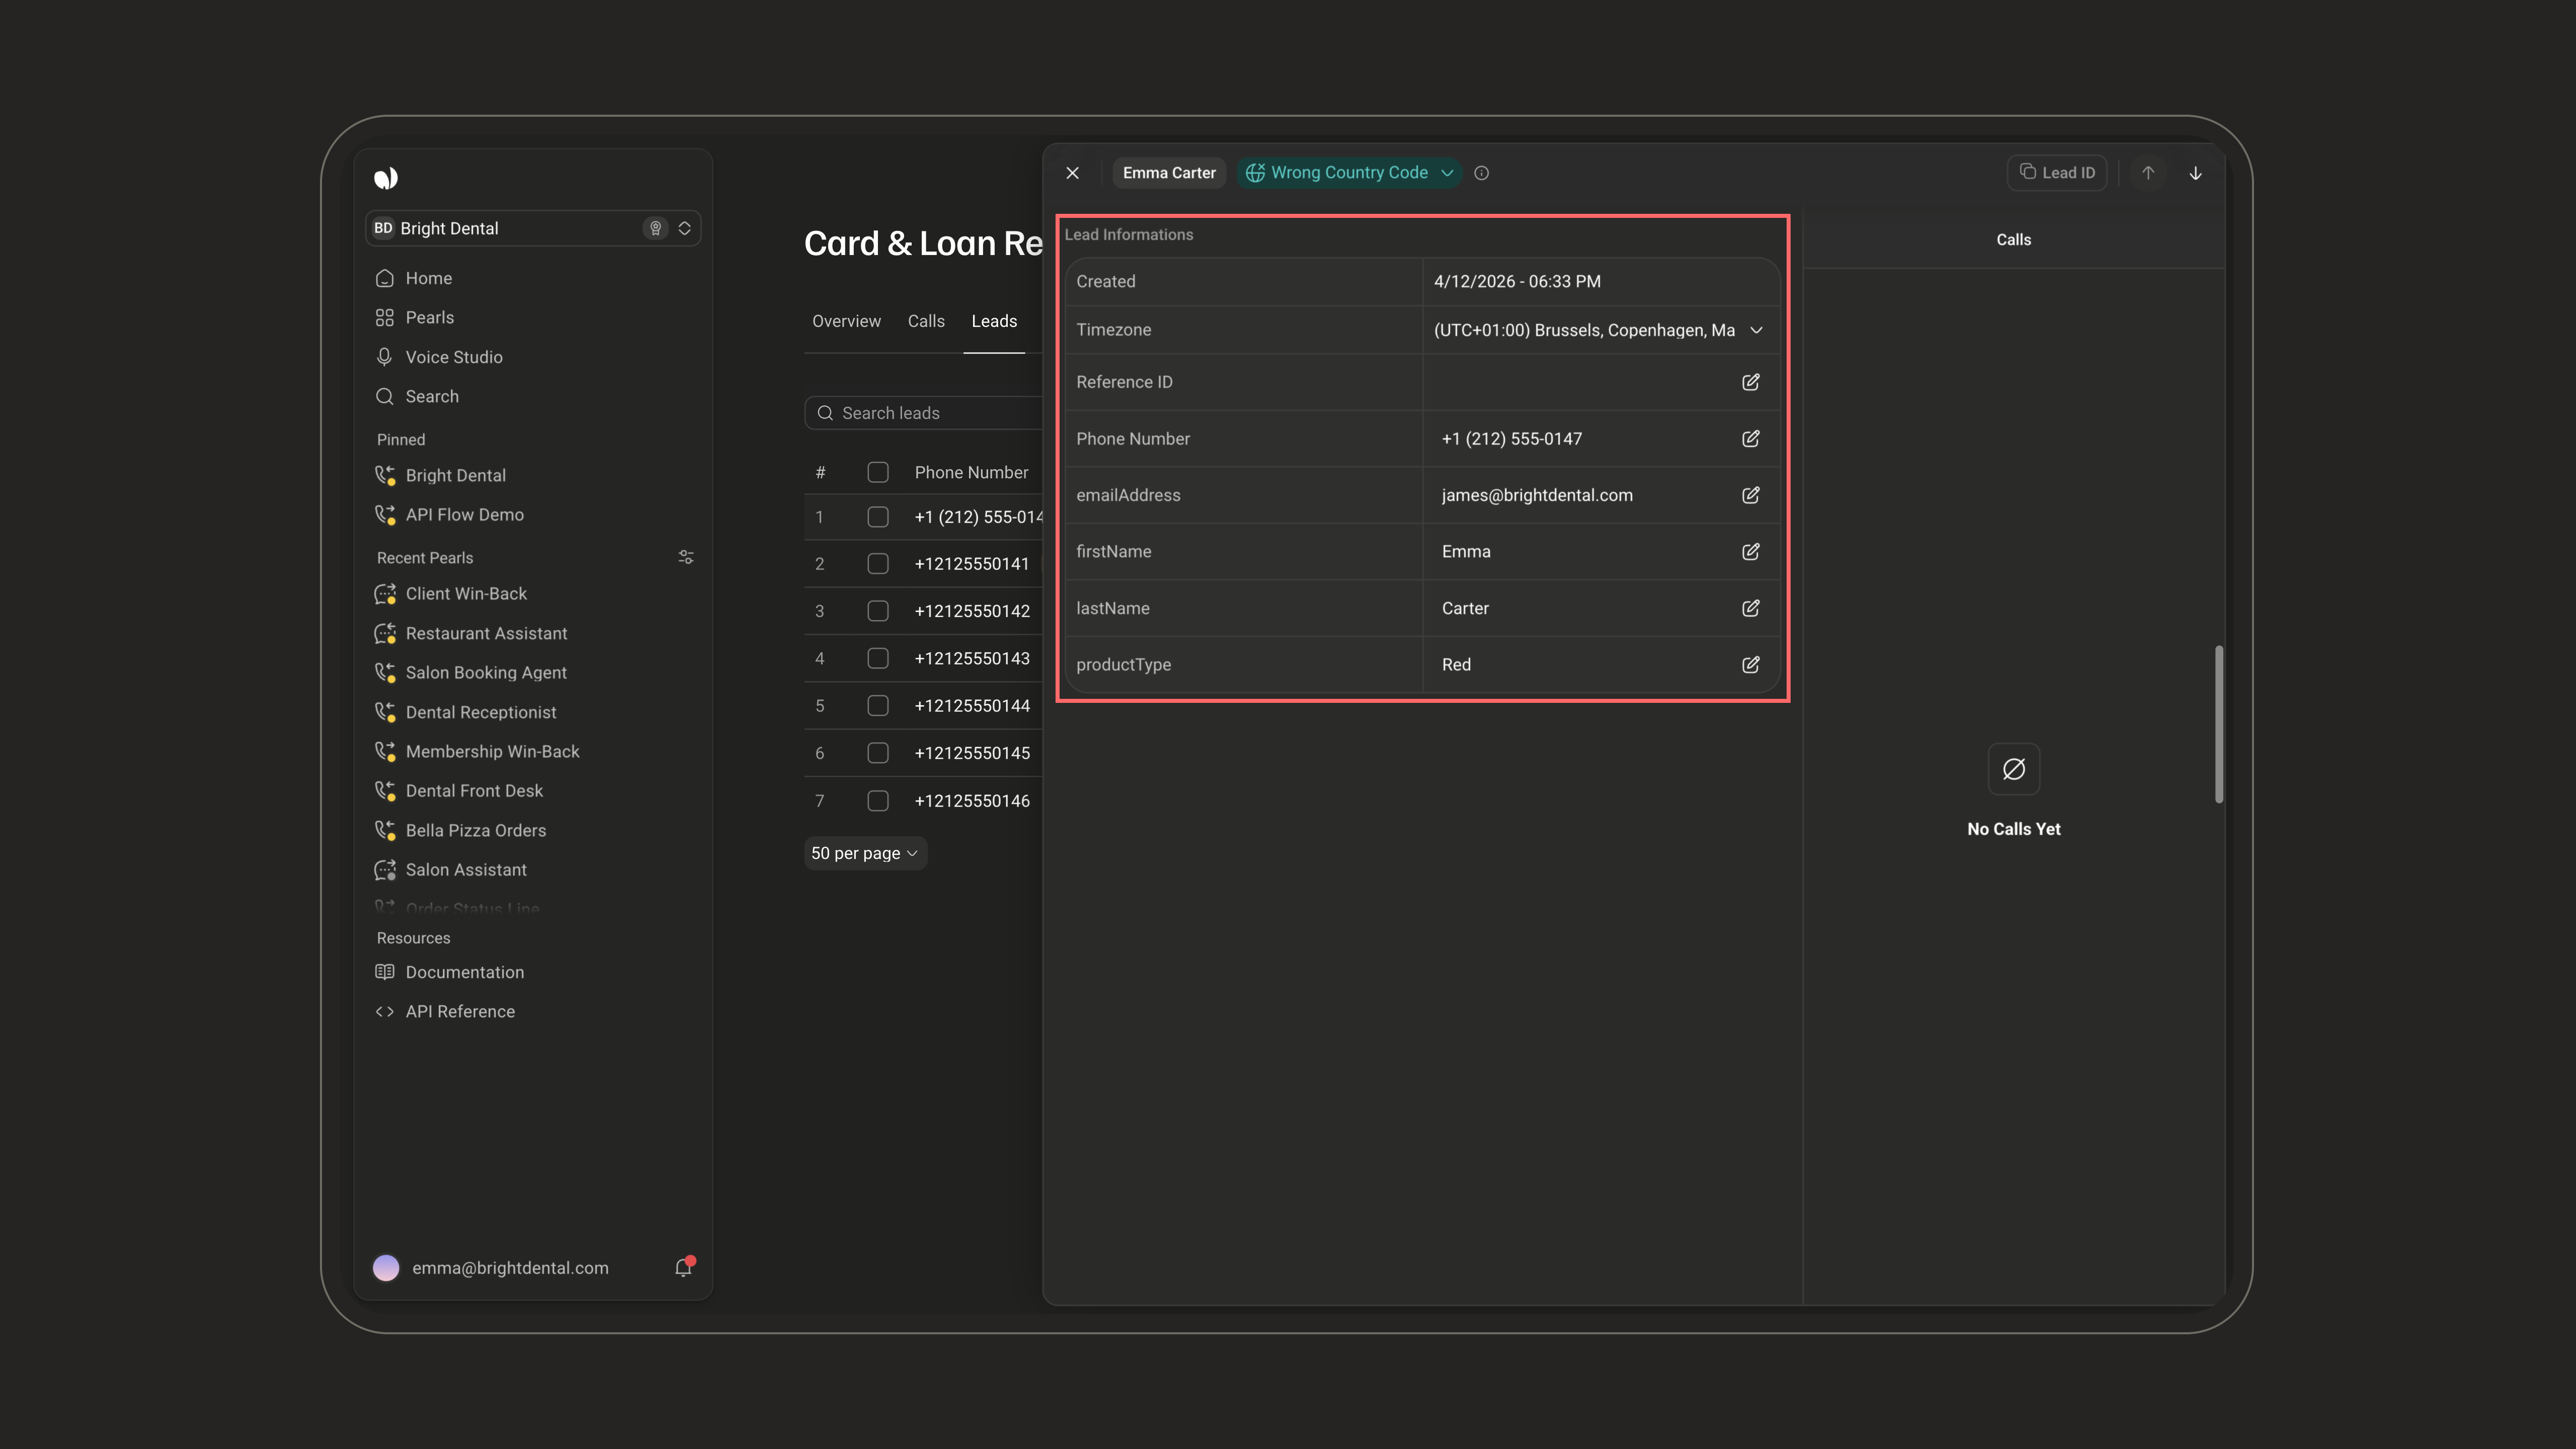 BD Bright Dental
Home
Pearls
Voice Studio
Search
Pinned
Bright Dental
API Flow Demo
Recent Pearls
Client Win-Back
Restaurant Assistant
Salon Booking Agent
Dental Receptionist
Membership Win-Back
Dental Front Desk
Bella Pizza Orders
Salon Assistant
Order Status Line
Resources
Documentation
API Reference
emma@brightdental.com
Card & Loan Re
Overview Calls Leads
Search leads
# Phone Number
1 +1 (212) 555-014
2 +12125550141
3 +12125550142
4 +12125550143
5 +12125550144
6 +12125550145
7 +12125550146
50 per page
Emma Carter Wrong Country Code Lead ID
Lead Informations
Created 4/12/2026 - 06:33 PM
Timezone (UTC+01:00) Brussels, Copenhagen, Ma
Reference ID
Phone Number +1 (212) 555-0147
emailAddress james@brightdental.com
firstName Emma
lastName Carter
productType Red
Calls
No Calls Yet